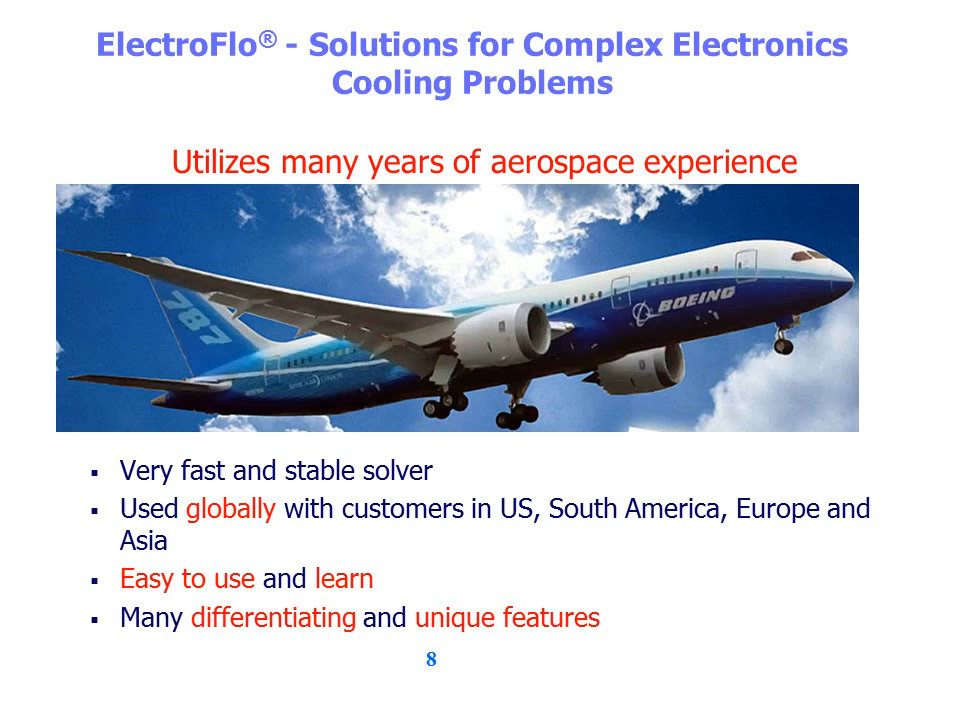 ElectroFlo® - Solutions for Complex Electronics
Cooling Problems
Utilizes many years of aerospace experience
787
BOEING
▪ Very fast and stable solver
▪ Used globally with customers in US, South America, Europe and
Asia
▪ Easy to use and learn
▪ Many differentiating and unique features
8